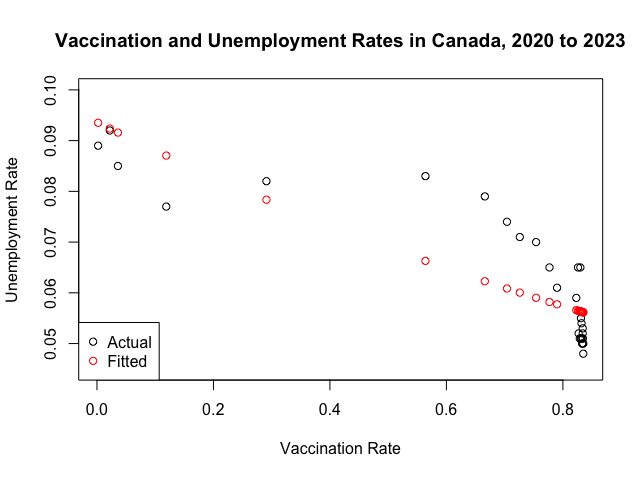 Vaccination and Unemployment Rates in Canada, 2020 to 2023
Unemployment Rate
0.10
0.09
0.08
0.07
0.06
0.05
Actual
Fitted
0.0 0.2 0.4 0.6 0.8
Vaccination Rate